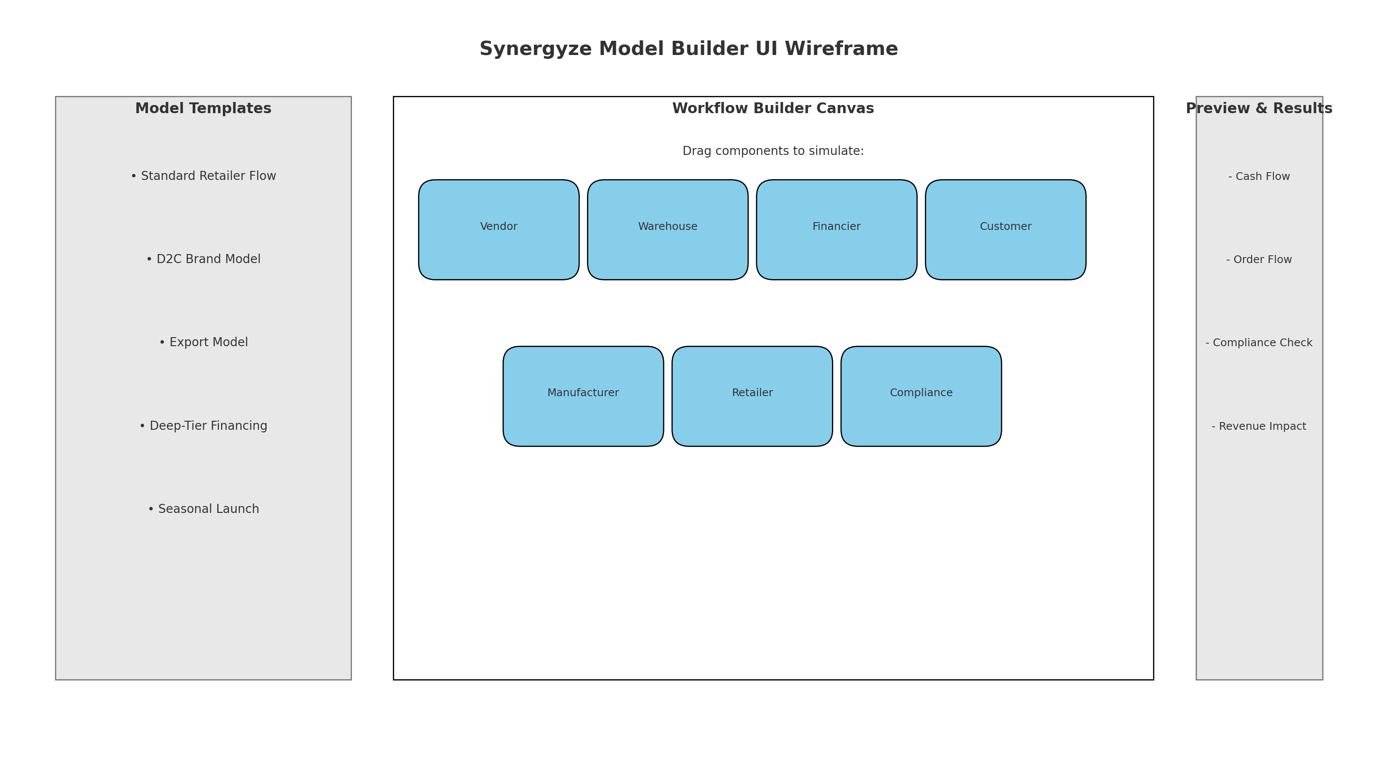 Synergyze Model Builder UI Wireframe
Model Templates
• Standard Retailer Flow
• D2C Brand Model
• Export Model
• Deep-Tier Financing
• Seasonal Launch
Workflow Builder Canvas
Drag components to simulate:
Vendor
Warehouse
Financier
Customer
Manufacturer
Retailer
Compliance
Preview & Results
- Cash Flow
- Order Flow
- Compliance Check
- Revenue Impact